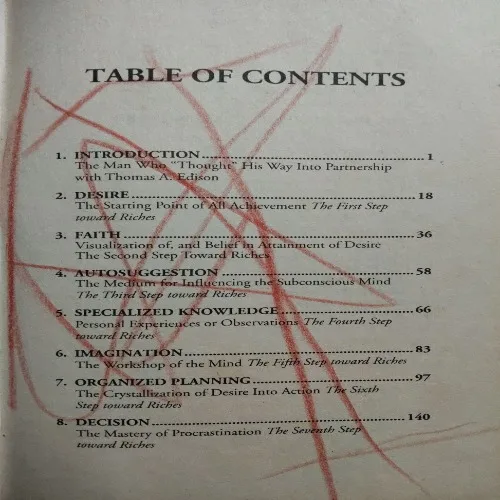 TABLE OF CONTENTS
1. INTRODUCTION 1
The Man Who "Thought" His Way Into Partnership
with Thomas A. Edison
2. DESIRE 18
The Starting Point of All Achievement The First Step
toward Riches
3. FAITH 36
Visualization of, and Belief in Attainment of Desire
The Second Step Toward Riches
4. AUTOSUGGESTION 58
The Medium for Influencing the Subconscious Mind
The Third Step toward Riches
5. SPECIALIZED KNOWLEDGE 66
Personal Experiences or Observations The Fourth Step
toward Riches
6. IMAGINATION 83
The Workshop of the Mind The Fifth Step toward Riches
7. ORGANIZED PLANNING 97
The Crystallization of Desire Into Action The Sixth
Step toward Riches
8. DECISION 140
The Mastery of Procrastination The Seventh Step
toward Riches